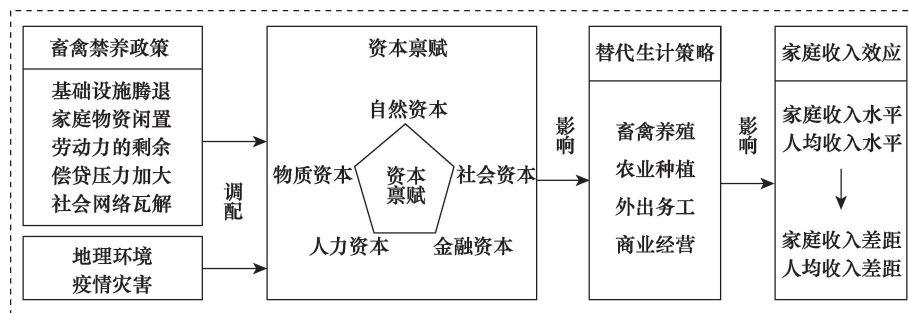 畜禽禁养政策
基础设施腾退
家庭物资闲置
劳动力的剩余
偿贷压力加大
社会网络瓦解
地理环境
疫情灾害
调配
资本禀赋
自然资本
物质资本
资本
禀赋
社会资本
人力资本
金融资本
影响
替代生计策略
畜禽养殖
农业种植
外出务工
商业经营
影响
家庭收入效应
家庭收入水平
人均收入水平
家庭收入差距
人均收入差距